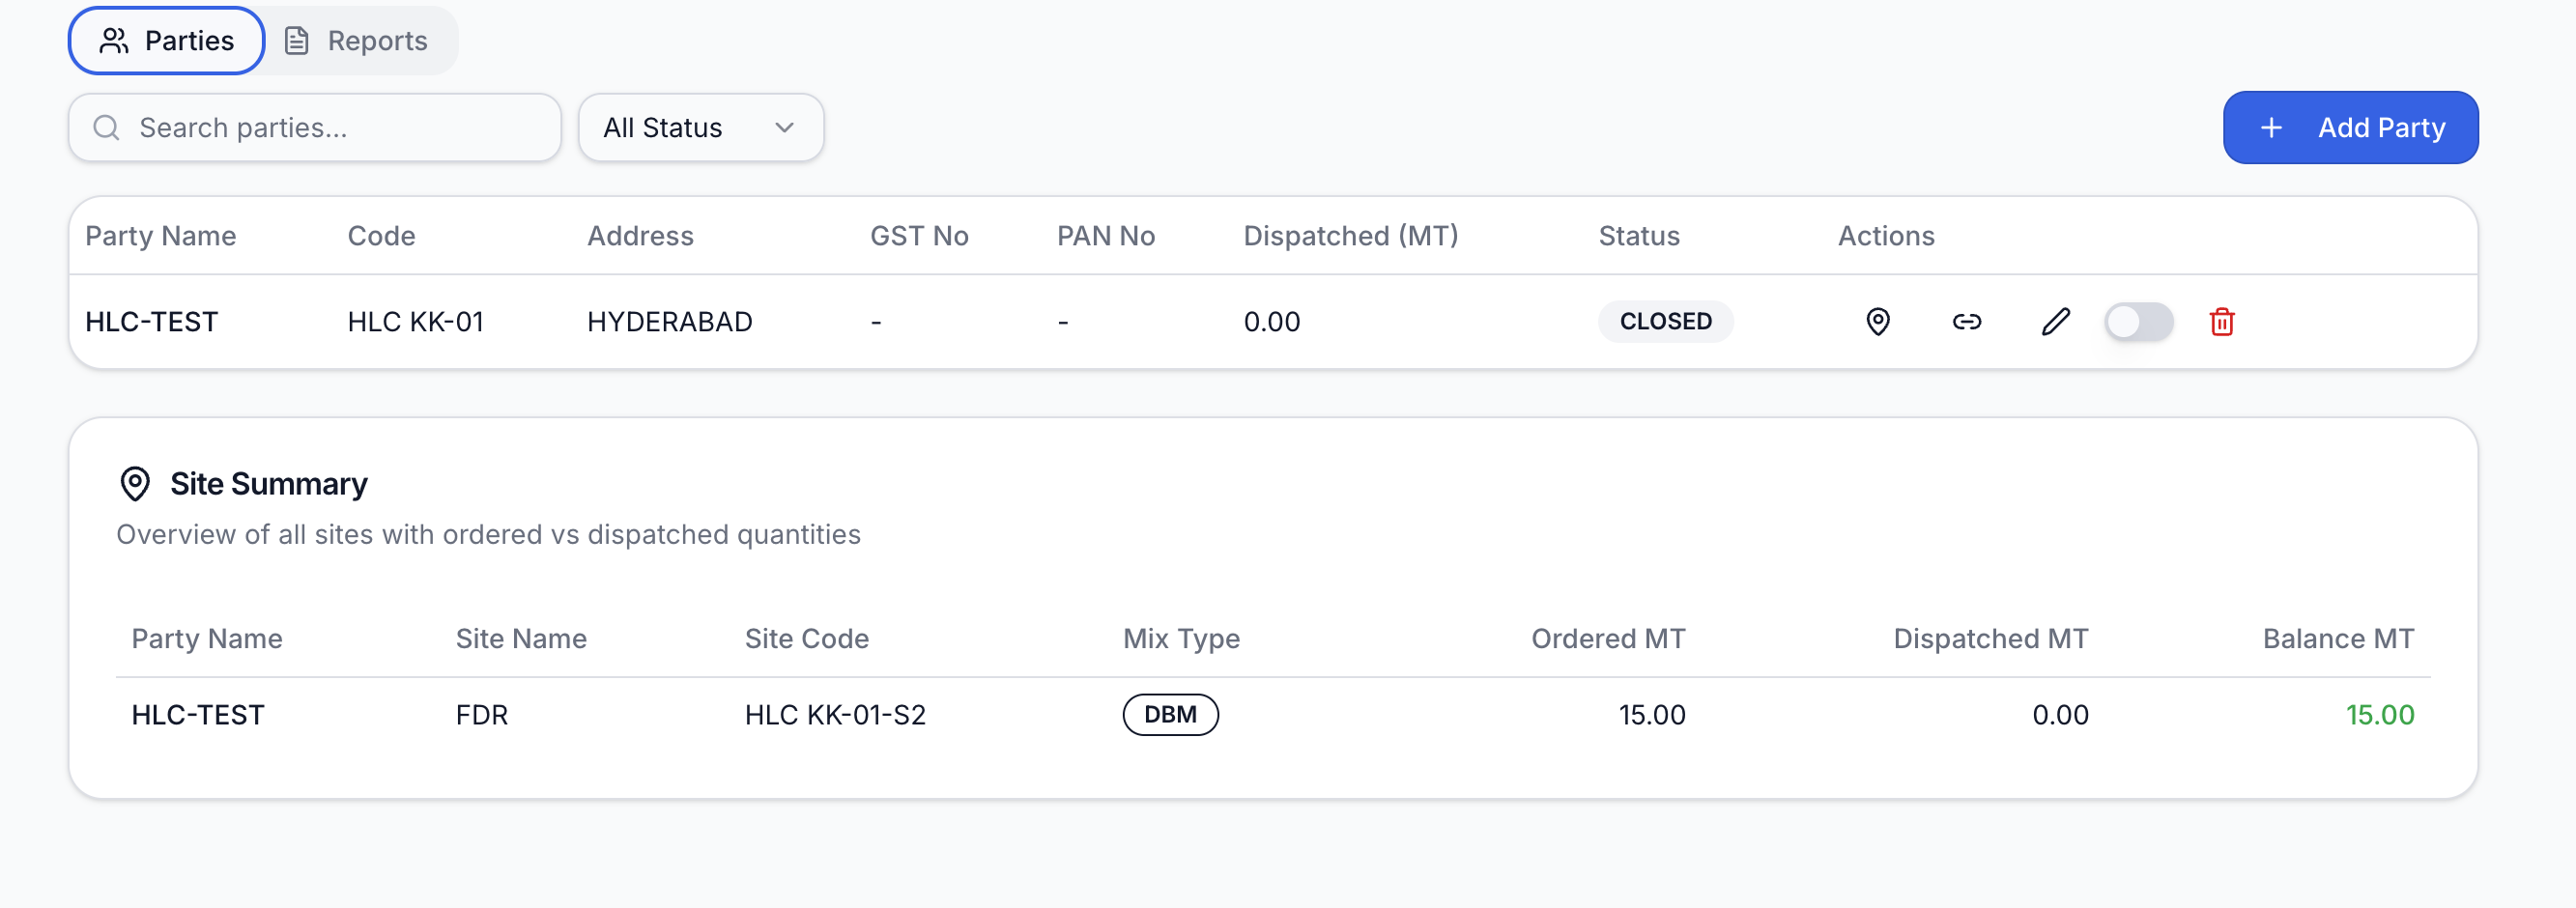 Parties Reports
Search parties...
All Status
Add Party
Party Name Code Address GST No PAN No Dispatched (MT) Status Actions
HLC-TEST HLC KK-01 HYDERABAD - - 0.00 CLOSED
Site Summary
Overview of all sites with ordered vs dispatched quantities
Party Name Site Name Site Code Mix Type Ordered MT Dispatched MT Balance MT
HLC-TEST FDR HLC KK-01-S2 DBM 15.00 0.00 15.00